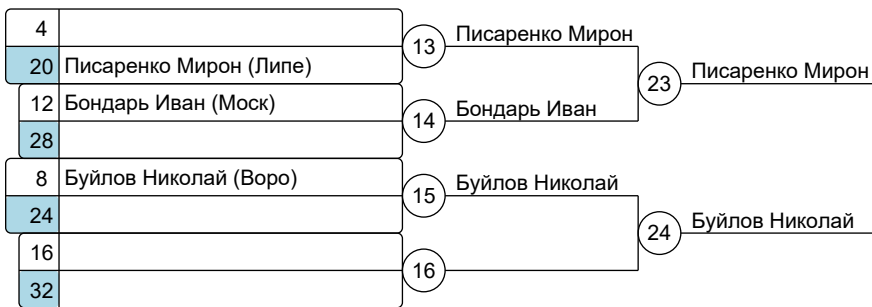 4
13 Писаренко Мирон
20 Писаренко Мирон (Липе)
23 Писаренко Мирон
12 Бондарь Иван (Моск)
14 Бондарь Иван
28
8 Буйлов Николай (Воро)
15 Буйлов Николай
24
24 Буйлов Николай
16
16
32